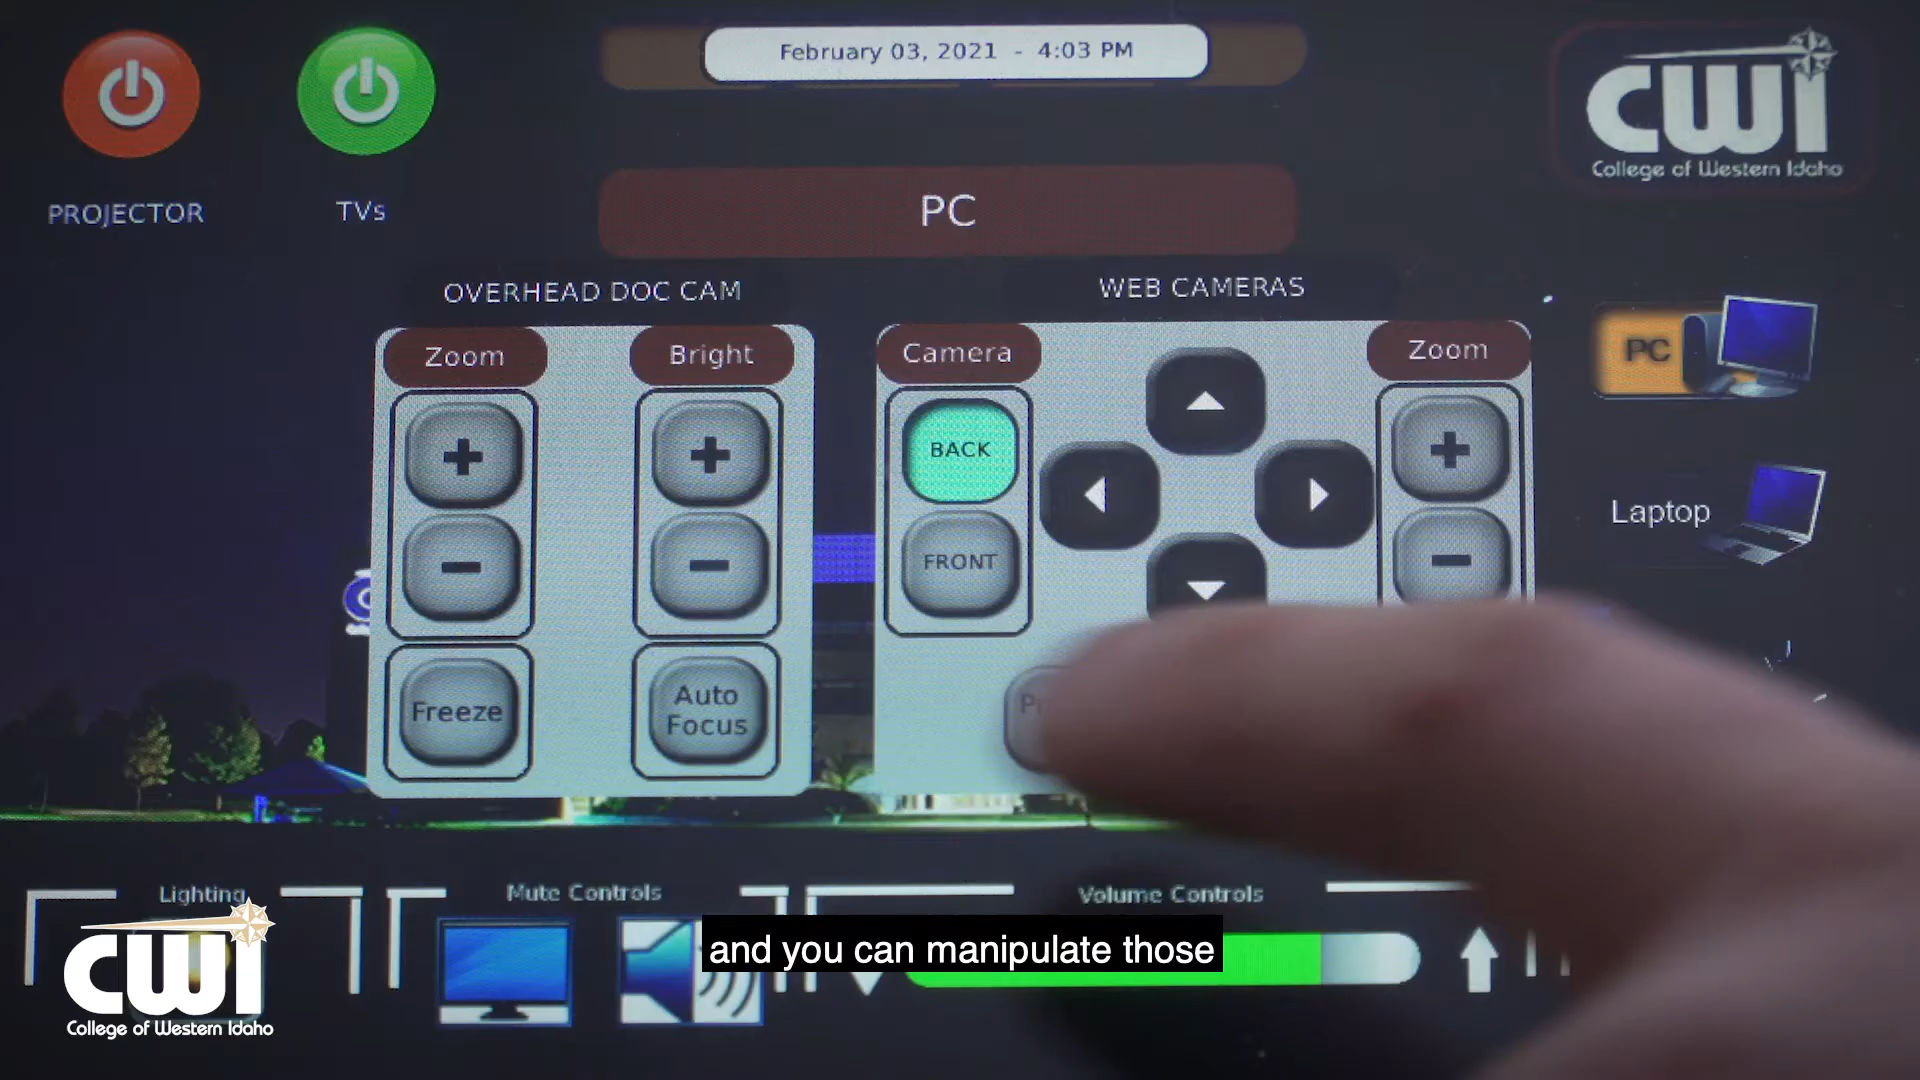 February 03, 2021 - 4:03 PM
CWI
College of Western Idaho
PROJECTOR
TVs
PC
OVERHEAD DOC CAM
WEB CAMERAS
Zoom
Bright
Camera
Zoom
PC
BACK
Laptop
FRONT
Freeze
Auto
Focus
Lighting
Mute Controls
Volume Controls
and you can manipulate those
CWI
College of Western Idaho